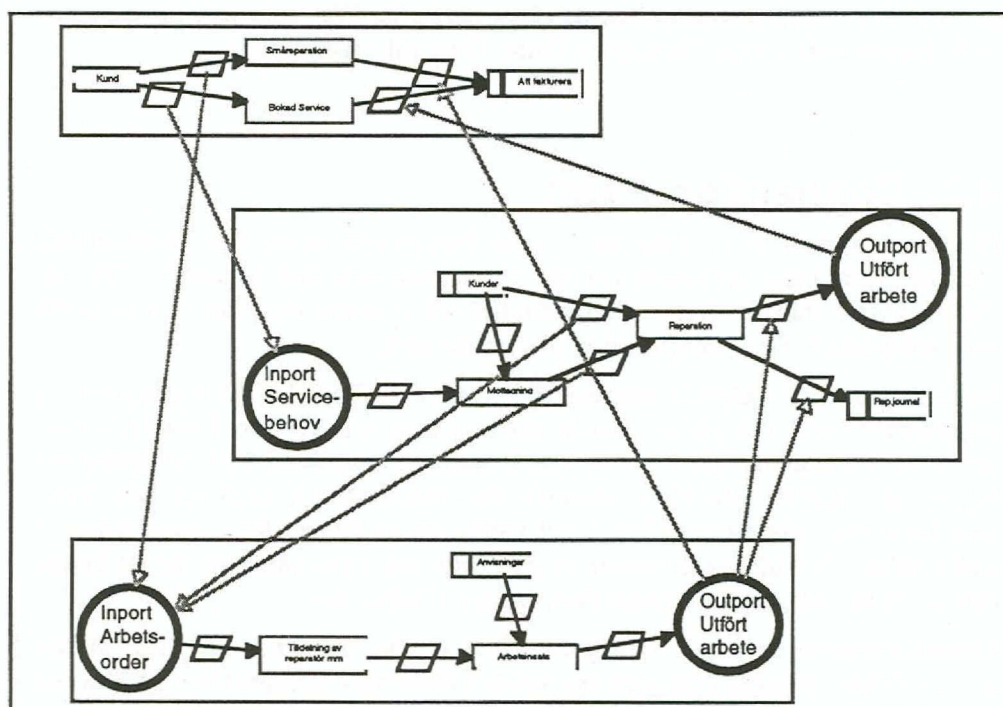 Småreparation
Kund
Att fakturera
Bokad Service
Outport
Utfört
arbete
Kunder
Reparation
Inport
Service-
behov
Mottagning
Rep.journal
Anvisningar
Inport
Arbets-
order
Tilldelning av
reparatör mm
Arbetsinsats
Outport
Utfört
arbete